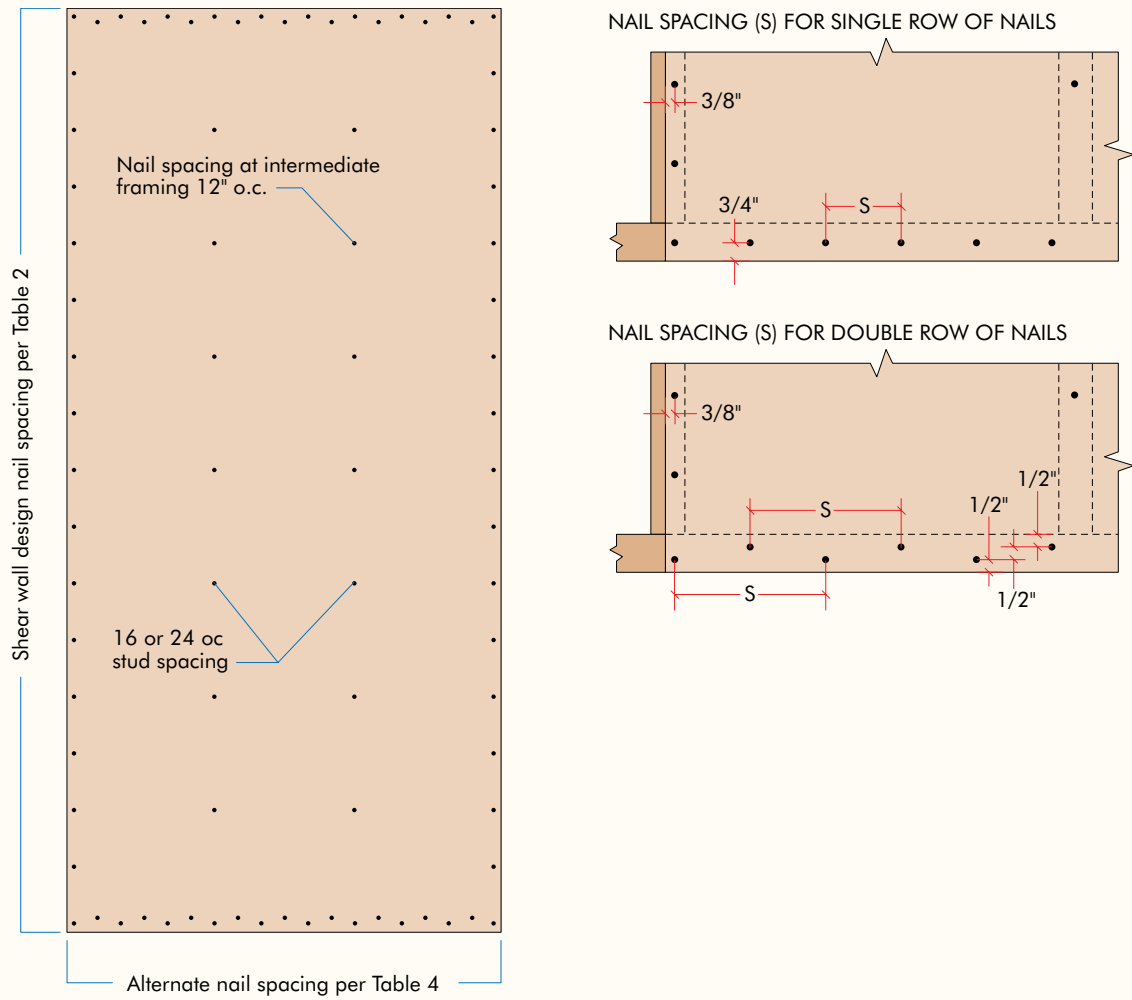 Shear wall design nail spacing per Table 2
Nail spacing at intermediate
framing 12" o.c.
16 or 24 oc
stud spacing
Alternate nail spacing per Table 4
NAIL SPACING (S) FOR SINGLE ROW OF NAILS
3/8"
3/4"
S
NAIL SPACING (S) FOR DOUBLE ROW OF NAILS
3/8"
1/2"
1/2"
S
S
1/2"